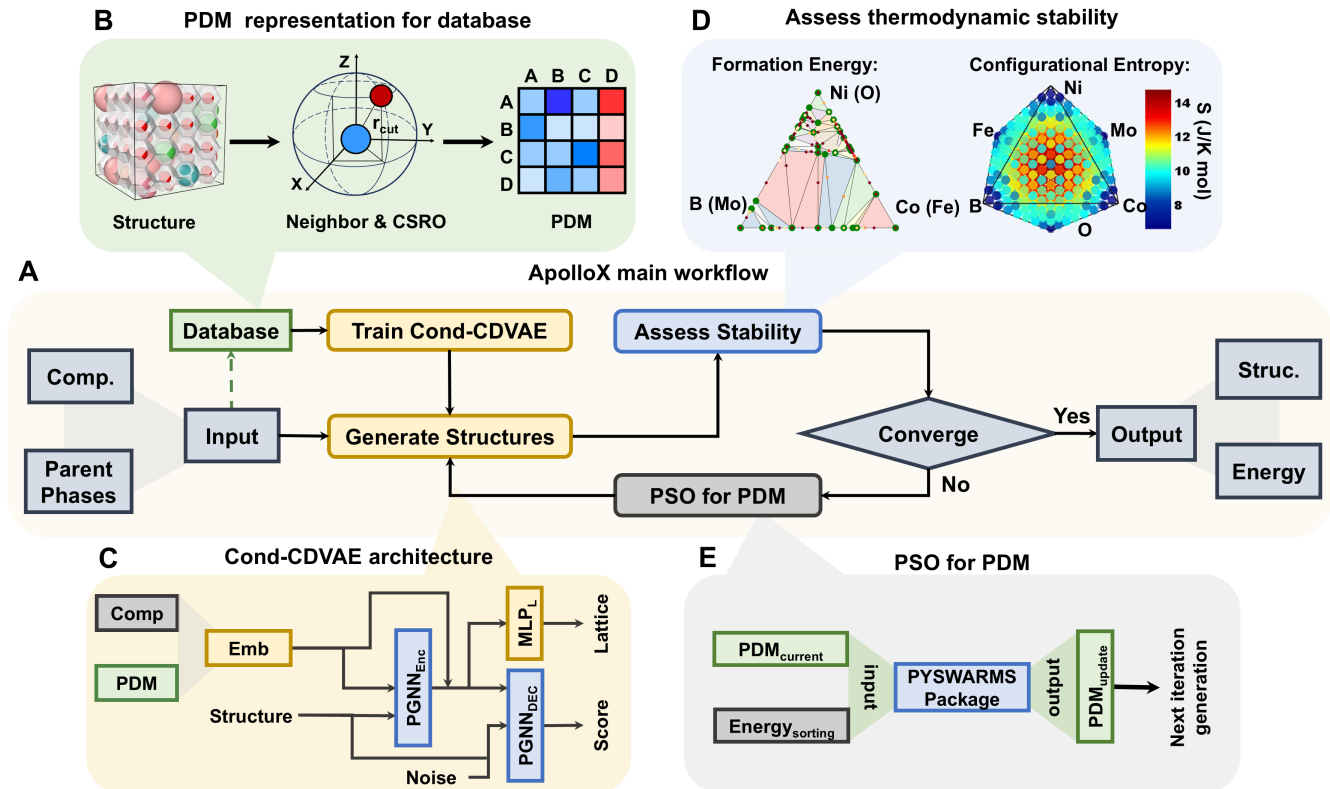 B
PDM representation for database
Structure
Z
Y
X
r_cut
Neighbor & CSRO
A B C D
A
B
C
D
PDM
D
Assess thermodynamic stability
Formation Energy:
Ni (O)
B (Mo)
Co (Fe)
Configurational Entropy:
Ni
Fe
Mo
B
Co
O
14
12
10
8
S (J/K mol)
A
ApolloX main workflow
Database
Train Cond-CDVAE
Assess Stability
Comp.
Struc.
Input
Generate Structures
Converge
Yes
Output
Parent
Phases
PSO for PDM
No
Energy
C
Cond-CDVAE architecture
Comp
PDM
Emb
Structure
Noise
PGNN_Enc
MLP_L
PGNN_DEC
Lattice
Score
E
PSO for PDM
PDM_current
Energy_sorting
input
PYSWARMS
Package
output
PDM_update
Next iteration
generation